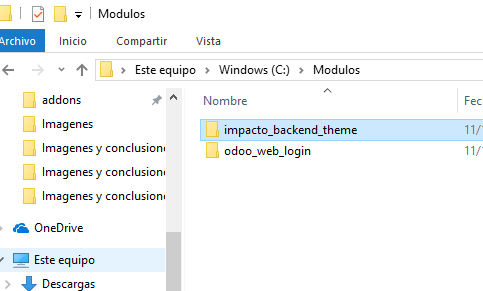 Modulos
Archivo Inicio Compartir Vista
Este equipo Windows (C:) Modulos
addons
Imagenes
Imagenes y conclusione
Imagenes y conclusione
Imagenes y conclusione
OneDrive
Este equipo
Descargas
Nombre Fec
impacto_backend_theme 11/
odoo_web_login 11/